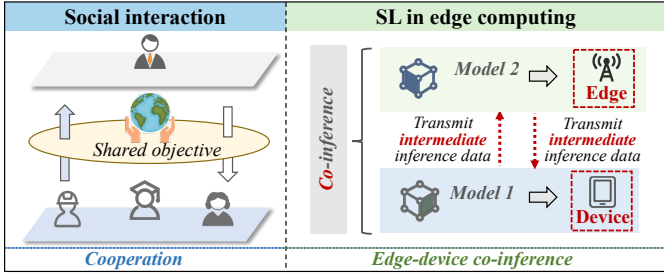 Social interaction
Shared objective
Cooperation
SL in edge computing
Co-inference
Model 2
Edge
Transmit
intermediate
inference data
Transmit
intermediate
inference data
Model 1
Device
Edge-device co-inference